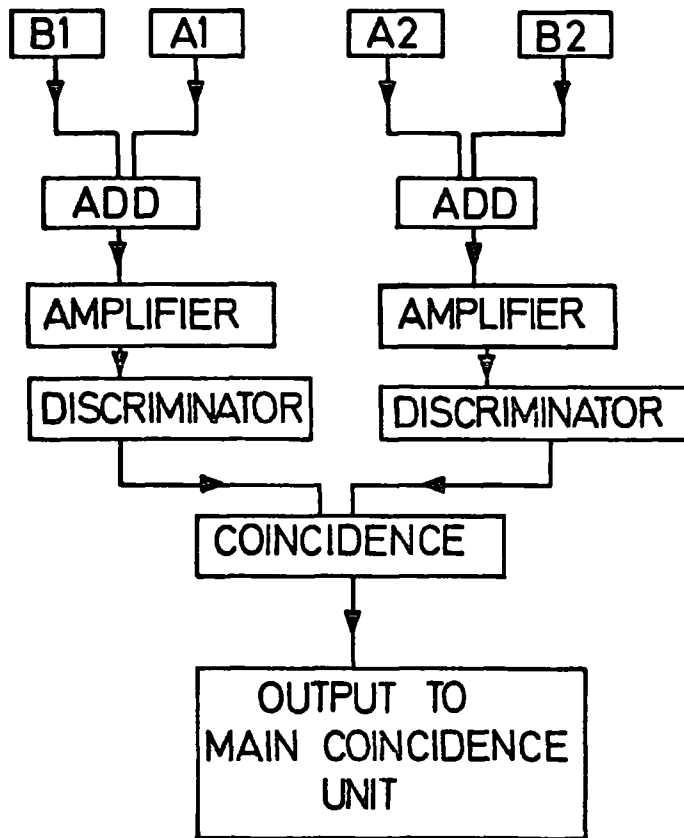 B1 A1 A2 B2
ADD ADD
AMPLIFIER AMPLIFIER
DISCRIMINATOR DISCRIMINATOR
COINCIDENCE
OUTPUT TO
MAIN COINCIDENCE
UNIT